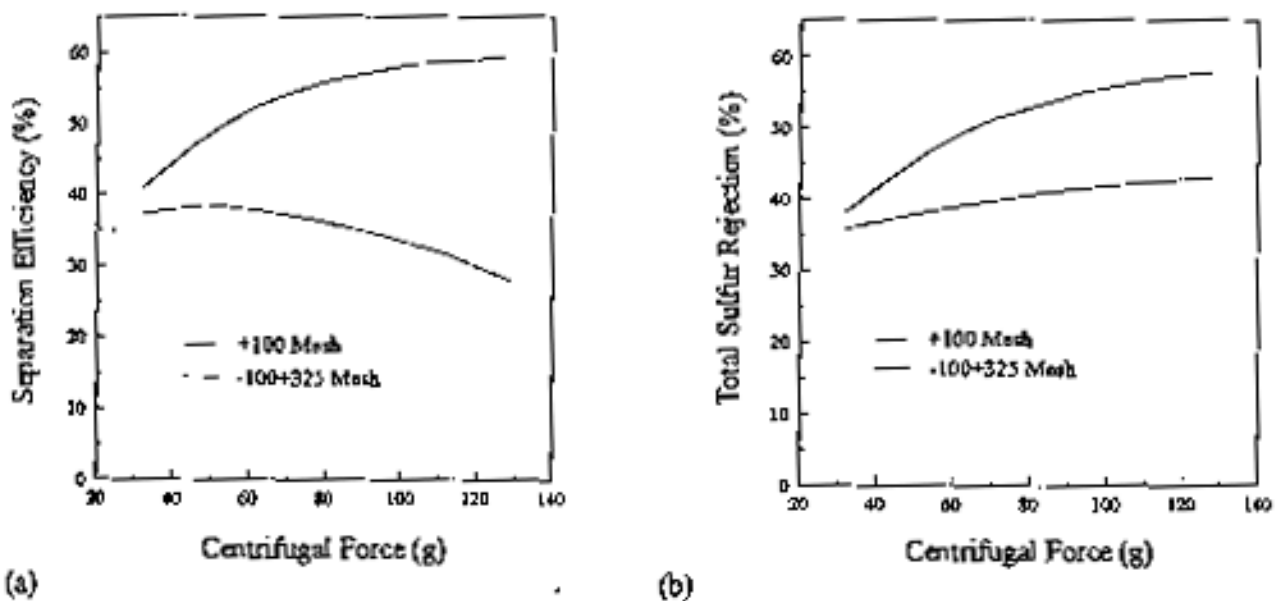 Separation Efficiency (%)
60
50
40
30
20
10
0
+100 Mesh
-100+325 Mesh
20 40 60 80 100 120 140
Centrifugal Force (g)
(a)
Total Sulfur Rejection (%)
60
50
40
30
20
10
0
+100 Mesh
-100+325 Mesh
20 40 60 80 100 120 140
Centrifugal Force (g)
(b)